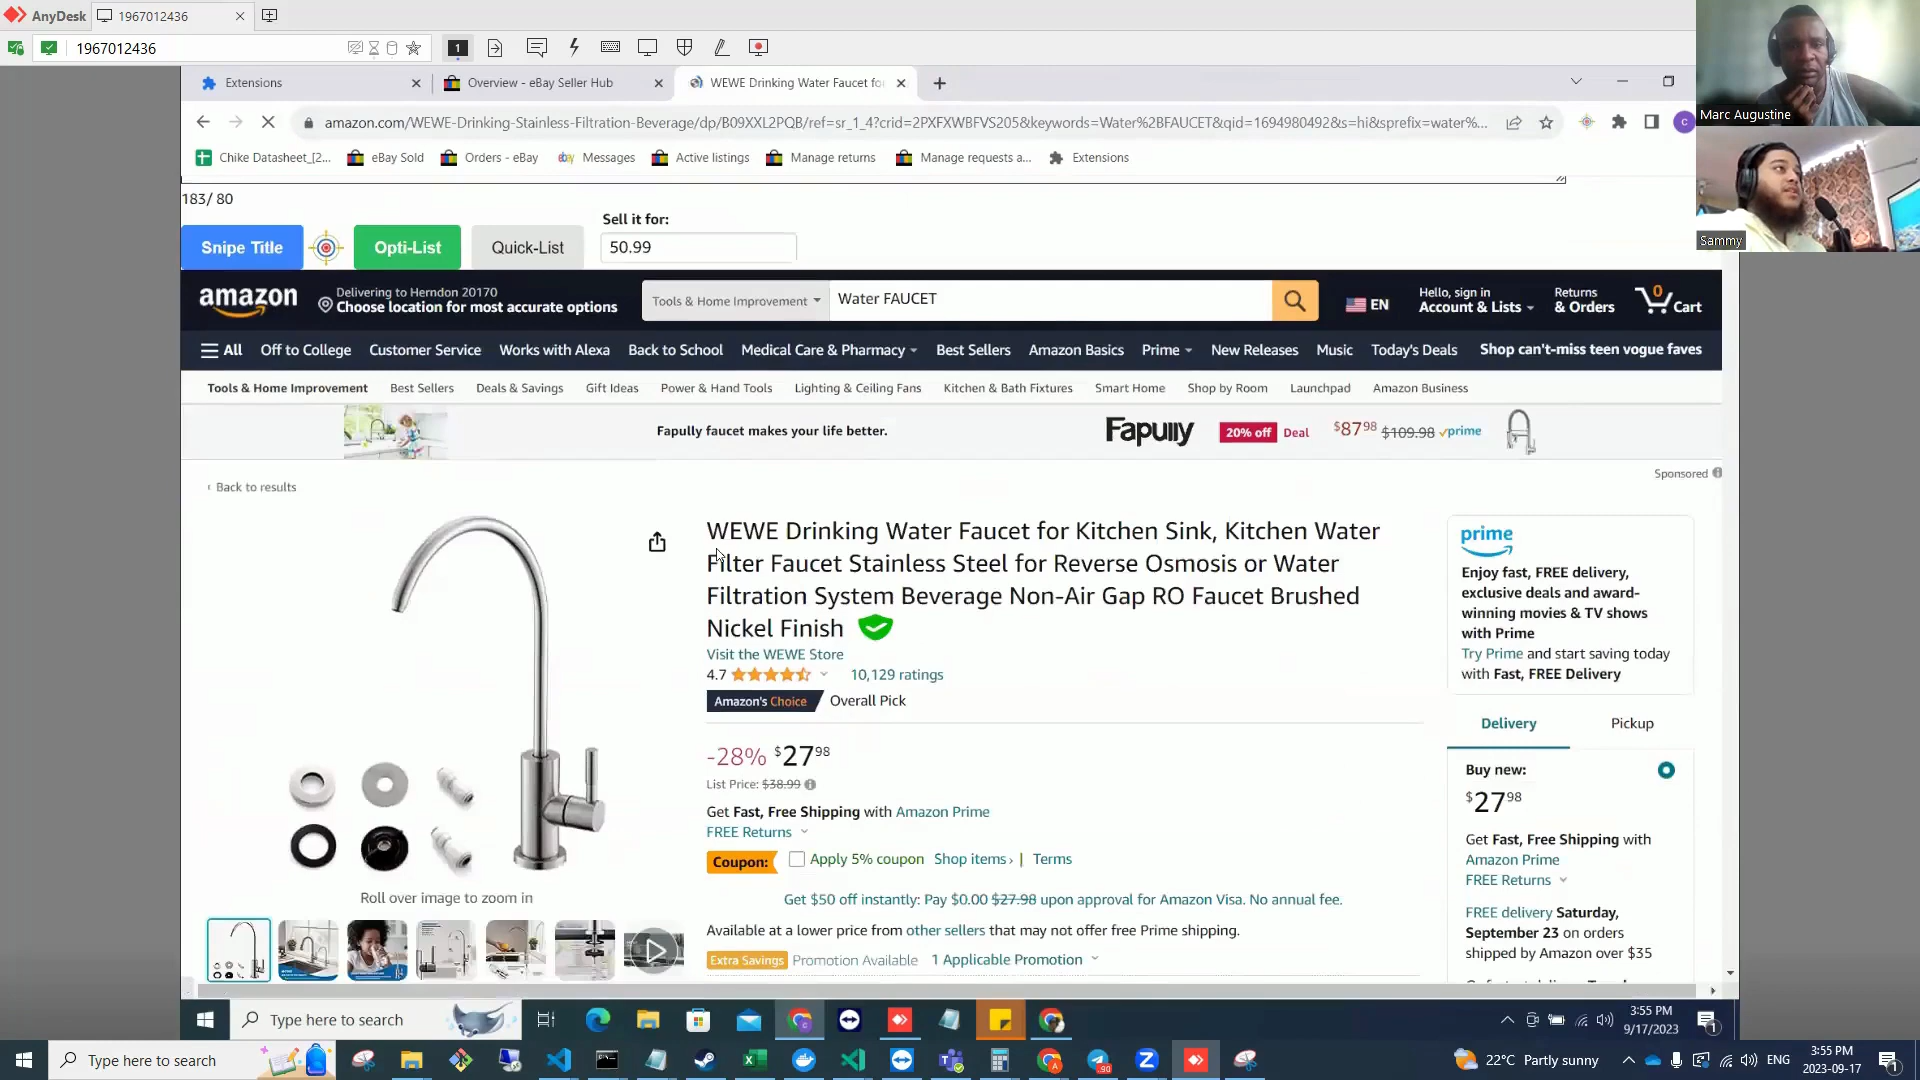 AnyDesk
1967012436
1967012436
1
Extensions
Overview - eBay Seller Hub
WEWE Drinking Water Faucet fo
amazon.com/WEWE-Drinking-Stainless-Filtration-Beverage/dp/B09XXL2PQB/ref=sr_1_4?crid=2PXFXWBFVS205&keywords=Water%2BFAUCET&qid=1694980492&s=hi&sprefix=water%...
C
Marc Augustine
Chike Datasheet_[2...
eBay Sold
Orders - eBay
Messages
Active listings
Manage returns
Manage requests a...
Extensions
183/ 80
Sammy
Sell it for:
Snipe Title
Opti-List
Quick-List
50.99
amazon
Delivering to Herndon 20170
Choose location for most accurate options
Tools & Home Improvement
Water FAUCET
EN
Hello, sign in
Account & Lists
Returns
& Orders
0
Cart
All
Off to College
Customer Service
Works with Alexa
Back to School
Medical Care & Pharmacy
Best Sellers
Amazon Basics
Prime
New Releases
Music
Today's Deals
Shop can't-miss teen vogue faves
Tools & Home Improvement
Best Sellers
Deals & Savings
Gift Ideas
Power & Hand Tools
Lighting & Ceiling Fans
Kitchen & Bath Fixtures
Smart Home
Shop by Room
Launchpad
Amazon Business
Fapully faucet makes your life better.
Fapully
20% off
Deal
$87.98 $109.98 prime
Sponsored
‹ Back to results
WEWE Drinking Water Faucet for Kitchen Sink, Kitchen Water
Filter Faucet Stainless Steel for Reverse Osmosis or Water
Filtration System Beverage Non-Air Gap RO Faucet Brushed
Nickel Finish
Visit the WEWE Store
4.7
10,129 ratings
Amazon's Choice
Overall Pick
-28% $27.98
List Price: $38.99
Get Fast, Free Shipping with Amazon Prime
FREE Returns
Coupon:
Apply 5% coupon Shop items› | Terms
Get $50 off instantly: Pay $0.00 $27.98 upon approval for Amazon Visa. No annual fee.
Available at a lower price from other sellers that may not offer free Prime shipping.
Extra Savings
Promotion Available 1 Applicable Promotion
Roll over image to zoom in
prime
Enjoy fast, FREE delivery,
exclusive deals and award-
winning movies & TV shows
with Prime
Try Prime and start saving today
with Fast, FREE Delivery
Delivery
Pickup
Buy new:
$27.98
Get Fast, Free Shipping with
Amazon Prime
FREE Returns
FREE delivery Saturday,
September 23 on orders
shipped by Amazon over $35
Type here to search
3:55 PM
9/17/2023
1
Type here to search
22°C Partly sunny
ENG
3:55 PM
2023-09-17
1